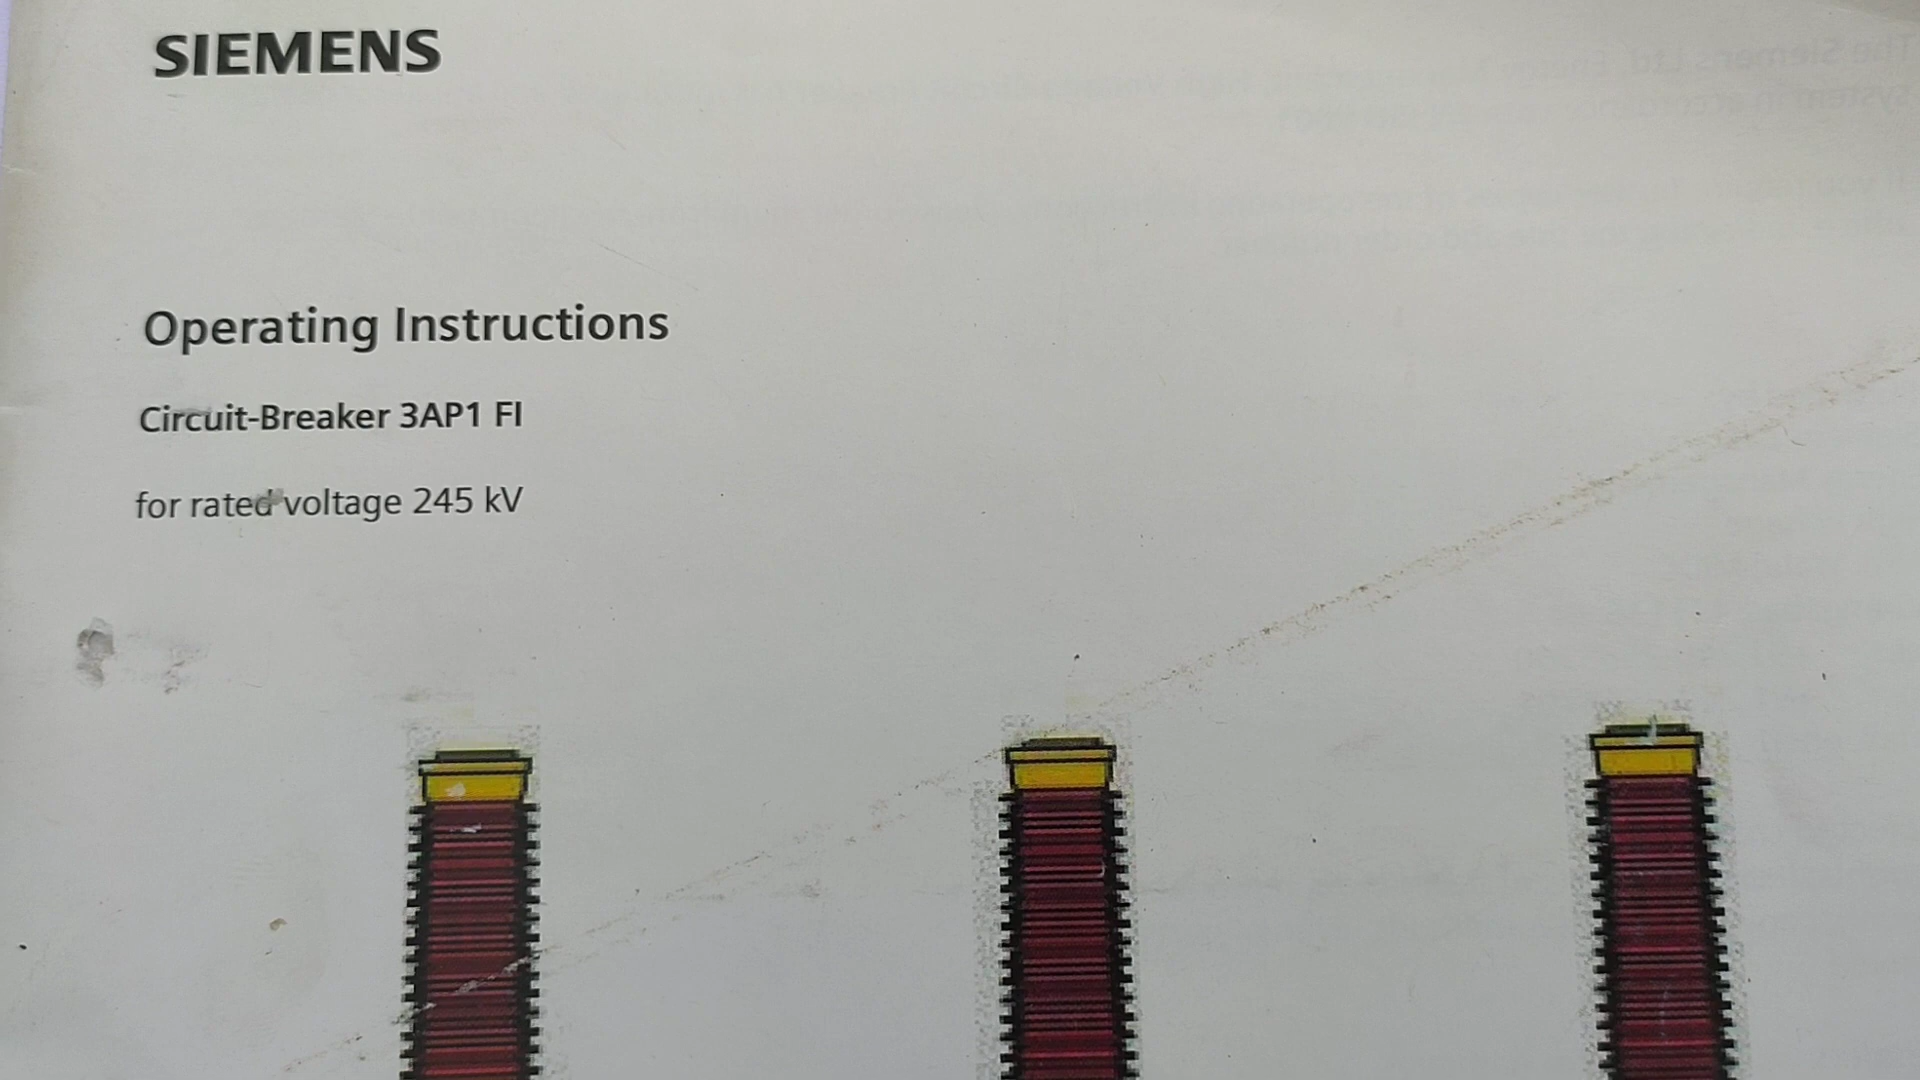 SIEMENS
Operating Instructions
Circuit-Breaker 3AP1 FI
for rated voltage 245 kV